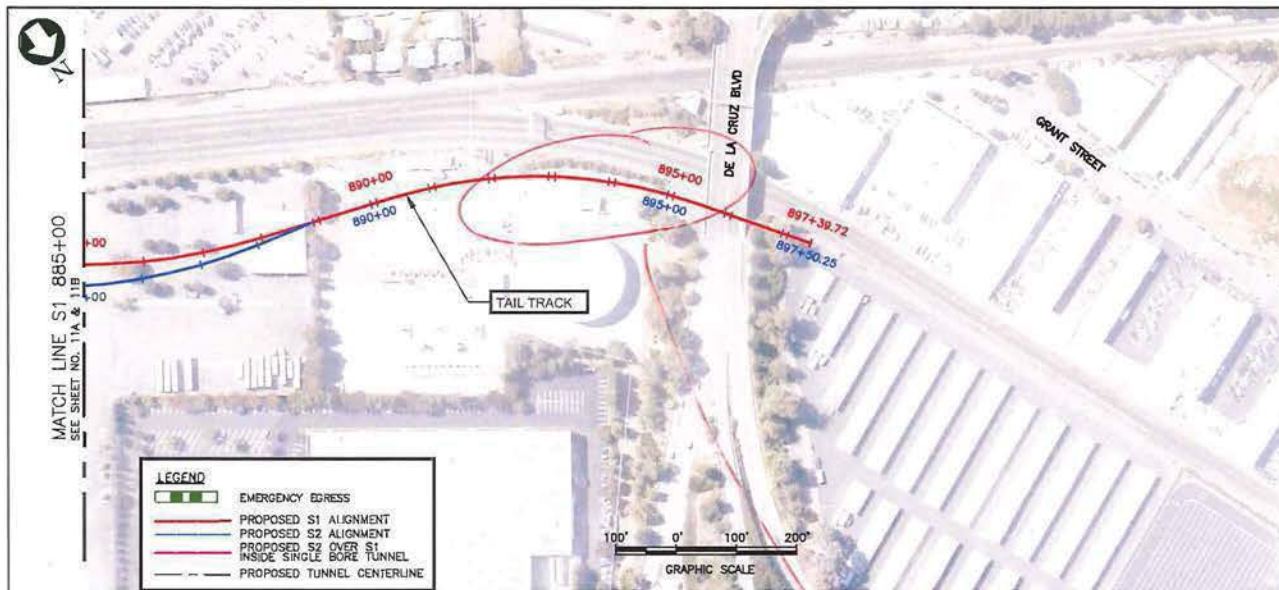 N
DE LA CRUZ BLVD
GRANT STREET
890+00
895+00
897+39.72
+00
890+00
895+00
897+50.25
+00
TAIL TRACK
MATCH LINE S1 885+00
SEE SHEET NO. 11A & 11B
LEGEND
EMERGENCY EGRESS
PROPOSED S1 ALIGNMENT
PROPOSED S2 ALIGNMENT
PROPOSED S2 OVER S1
INSIDE SINGLE BORE TUNNEL
PROPOSED TUNNEL CENTERLINE
100' 0' 100' 200'
GRAPHIC SCALE